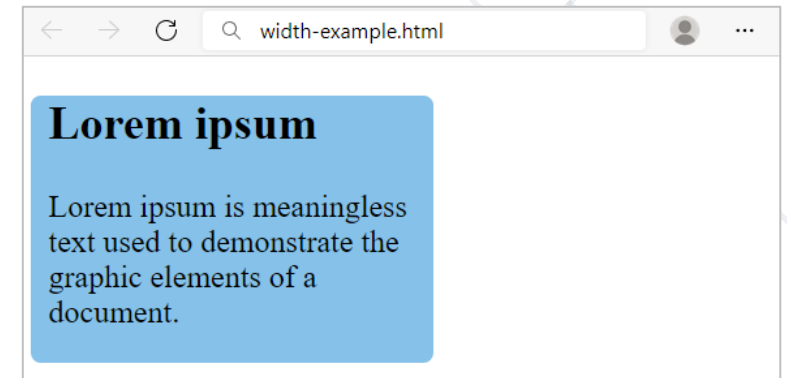 width-example.html
Lorem ipsum
Lorem ipsum is meaningless
text used to demonstrate the
graphic elements of a
document.